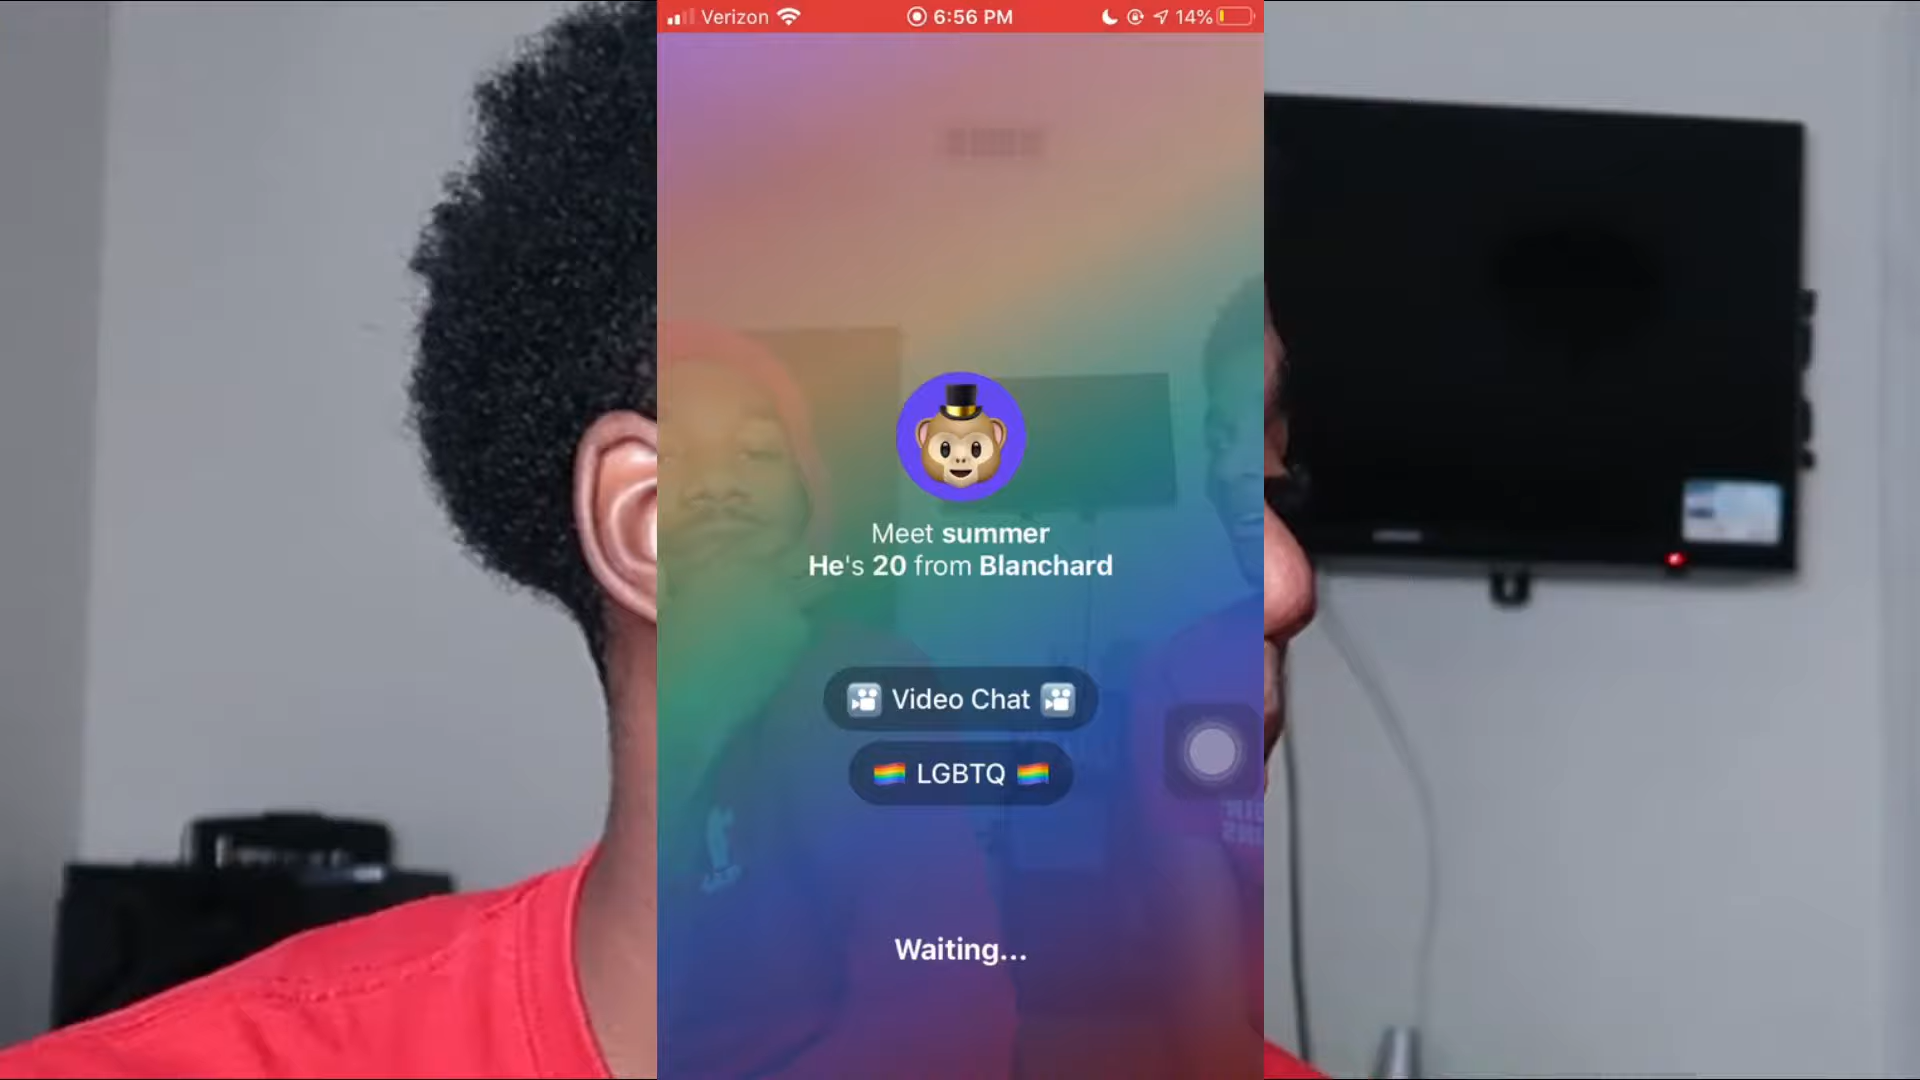 Verizon 6:56 PM 14%
Meet summer
He's 20 from Blanchard
Video Chat
LGBTQ
Waiting...